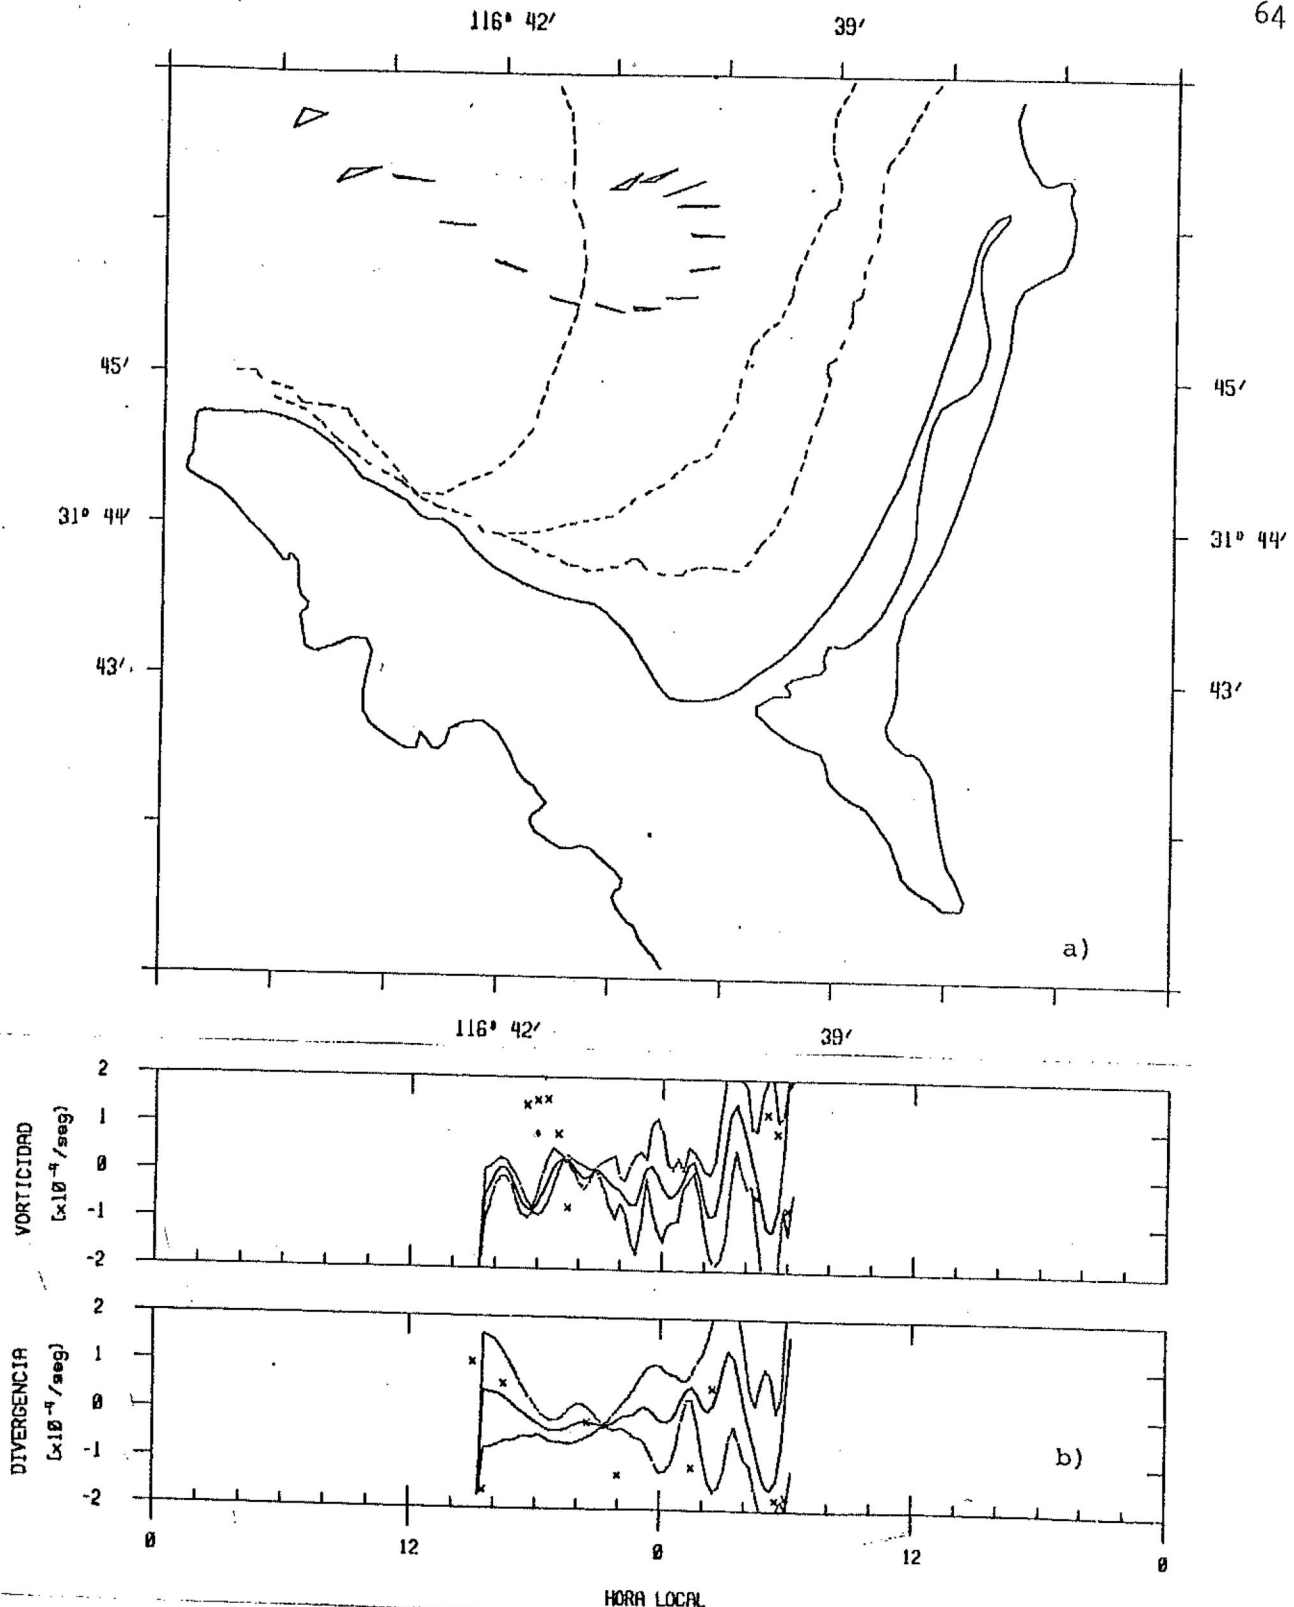 64
116° 42′ 39′
45′ 45′
31° 44′ 31° 44′
43′ 43′
a)
116° 42′ 39′
VORTICIDAD
[x10⁻⁴/seg]
2
1
0
-1
-2
DIVERGENCIA
[x10⁻⁴/seg]
2
1
0
-1
-2
b)
0 12 0 12 0
HORA LOCAL